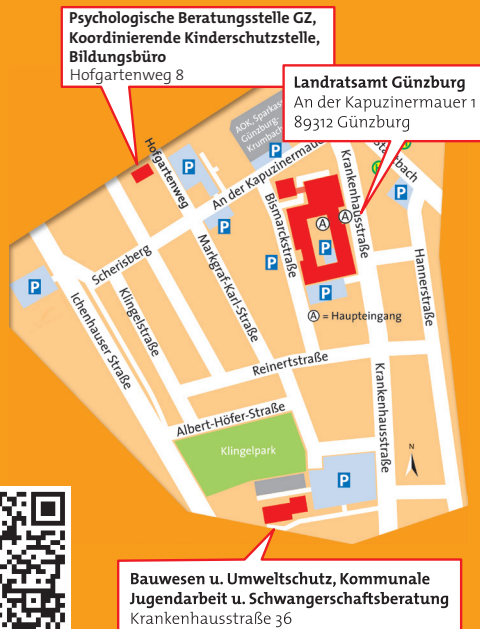 Psychologische Beratungsstelle GZ,
Koordinierende Kinderschutzstelle,
Bildungsbüro
Hofgartenweg 8
Landratsamt Günzburg
An der Kapuzinermauer 1
89312 Günzburg
AOK, Sparkasse
Günzburg-
Krumbach
Hofgartenweg
P
P
An der Kapuzinermauer
Krankenhausstraße
P
P
Bismarckstraße
A
A
P
Scherisberg
Markgraf-Karl-Straße
P
Hannerstraße
P
Ichenhauser Straße
Klingelstraße
P
A = Haupteingang
Reinertstraße
Krankenhausstraße
Albert-Höfer-Straße
Klingelpark
N
P
Bauwesen u. Umweltschutz, Kommunale
Jugendarbeit u. Schwangerschaftsberatung
Krankenhausstraße 36